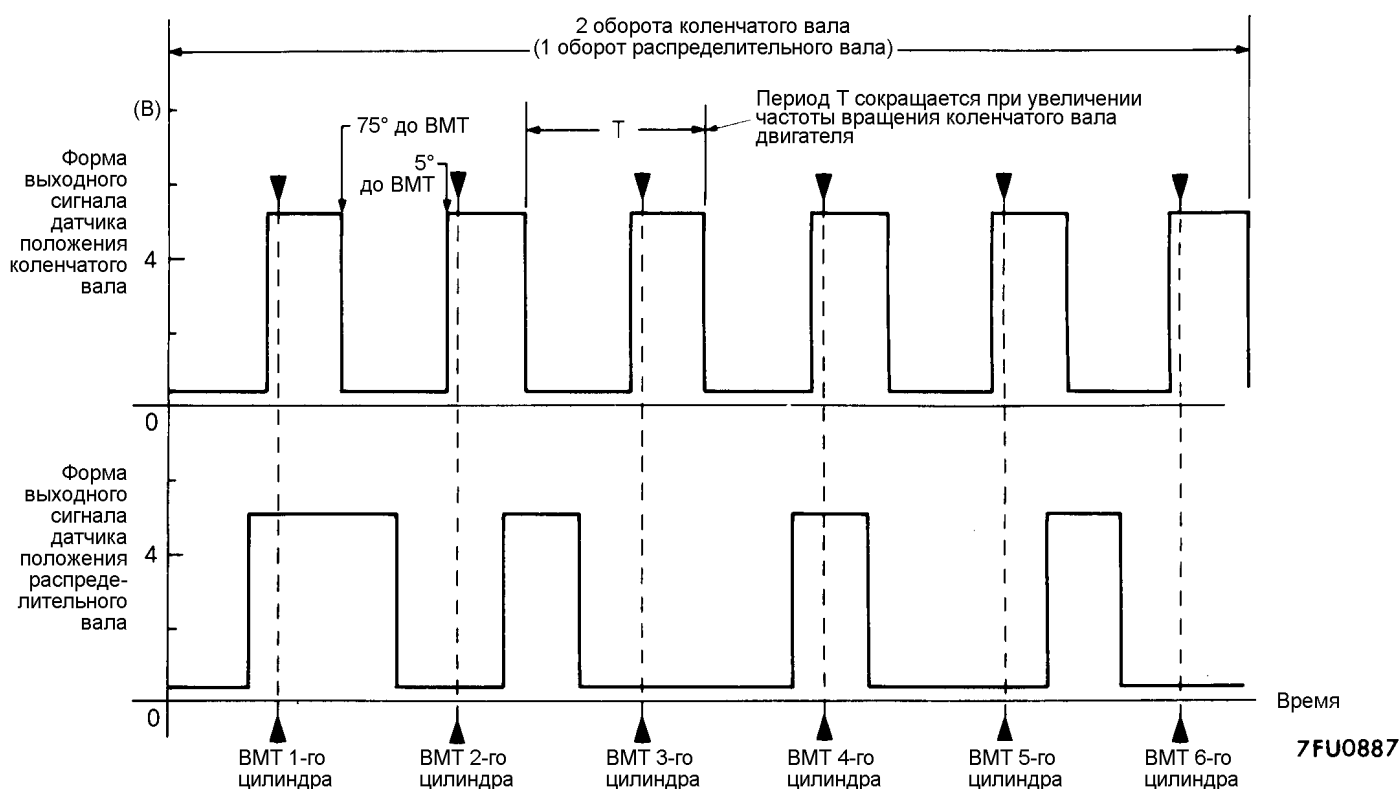 2 оборота коленчатого вала
(1 оборот распределительного вала)
(В)
75° до ВМТ
T
Период T сокращается при увеличении
частоты вращения коленчатого вала
двигателя
5°
до ВМТ
Форма
выходного
сигнала
датчика
положения
коленчатого
вала
4
0
Форма
выходного
сигнала
датчика
положения
распреде-
лительного
вала
4
0
Время
ВМТ 1-го
цилиндра
ВМТ 2-го
цилиндра
ВМТ 3-го
цилиндра
ВМТ 4-го
цилиндра
ВМТ 5-го
цилиндра
ВМТ 6-го
цилиндра
7FU0887